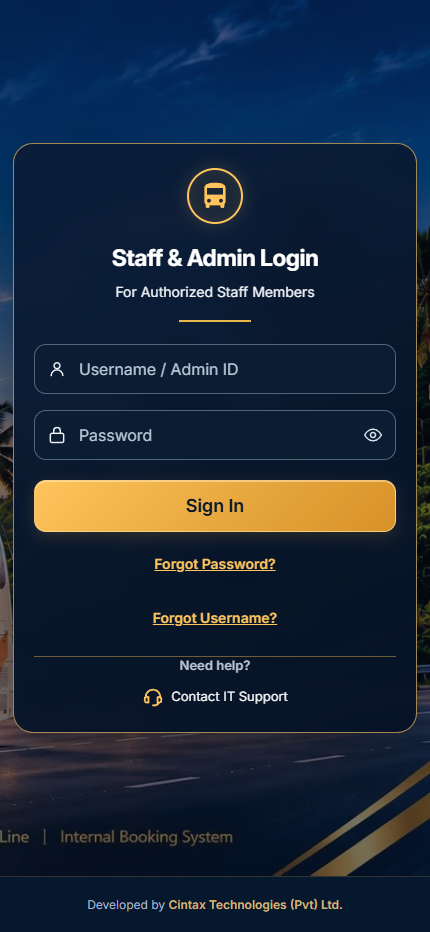 Staff & Admin Login
For Authorized Staff Members
Username / Admin ID
Password
Sign In
Forgot Password?
Forgot Username?
Need help?
Contact IT Support
Line | Internal Booking System
Developed by Cintax Technologies (Pvt) Ltd.